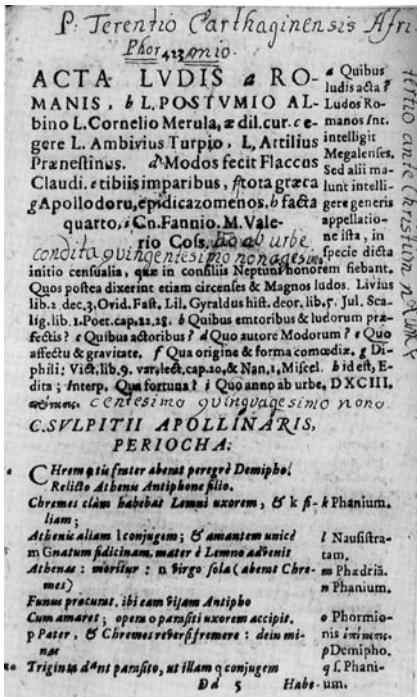 P. Terentio Carthaginensis Afri
Phor 423 mio.
ACTA LVDIS a RO-
MANIS, b L. POSTVMIO AL-
bino L. Cornelio Merula, æd il.cur. c e-
gere L. Ambivius Turpio, L, Attilius
Prænestinus. d Modos fecit Flaccus
Claudi. e tibiis imparibus, f tota græca
g Apollodoru, epidicazomenos. h facta
quarto, i Cn. Fannio. M. Vale-
rio Coss. ab urbe
condita quingentesimo nonagesimo
a Quibus
ludis acta?
Ludos Ro-
manos Int.
intelligit
Megalenses.
Sed alii ma-
lunt intelli-
gere generis
appellatio-
ne ista, in
specie dicta
initio censualia, quæ in consiliis Neptuni honorem fiebant.
Quos postea dixerint etiam circenses & Magnos ludos. Livius
lib. 2. dec. 3. Ovid. Fast. Lil. Gyraldus hist. deor. lib. 5. Jul. Sca-
lig. lib. 1. Poet. cap. 22.28. b Quibus emtoribus & ludorum præ-
fectis? c Quibus actoribus? d Quo autore Modorum? e Quo
affectu & gravitate. f Qua origine & forma comœdiæ. g Di-
phili: Vict. lib. 9. var. lect. cap. 20, & Nan, 1, Miscel. h id est, E-
dita; Interp. Qua fortuna? i Quo anno ab urbe, DXCIII.
centesimo quinquagesimo nono
C. SVLPITII APOLLINARIS,
PERIOCHA:
CHremetis frater aberat peregrè Demipho,
Relicto Athenis Antiphone filio.
Chremes clàm habebat Lemni uxorem, & k fi-
liam;
Athenis aliam l conjugem; & amantem unicè
m Gnatum fidicinam. mater è Lemno advenit
Athenas: moritur: n virgo sola (aberat Chre-
mes)
Funus procurat. ibi eam visam Antipho
Cum amaret; opera parasiti uxorem accipit.
p Pater, & Chremes reversi fremere: dein mi-
nas
Triginta dant parasito, ut illam q conjugem
Dd 5 Habe-
k Phanium.
l Nausistra-
tam.
m Phædriâ.
n Phanium.
o Phormio-
nis
p Demipho.
q s. Phani-
um.